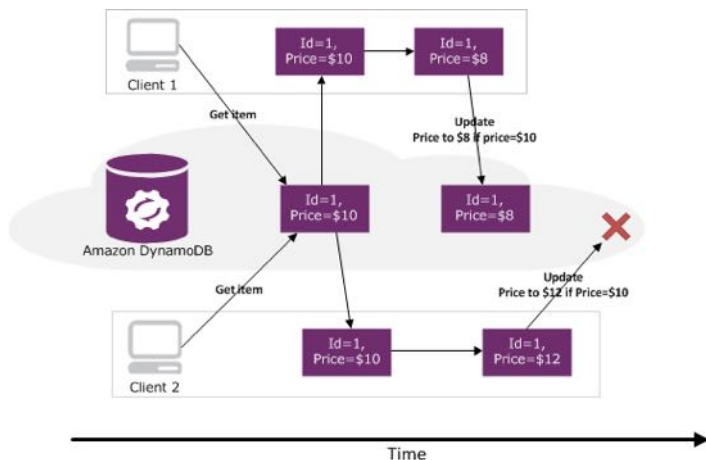 Client 1
Id=1,
Price=$10
Id=1,
Price=$8
Get item
Update
Price to $8 if price=$10
Amazon DynamoDB
Id=1,
Price=$10
Id=1,
Price=$8
Get item
Update
Price to $12 if Price=$10
Client 2
Id=1,
Price=$10
Id=1,
Price=$12
Time